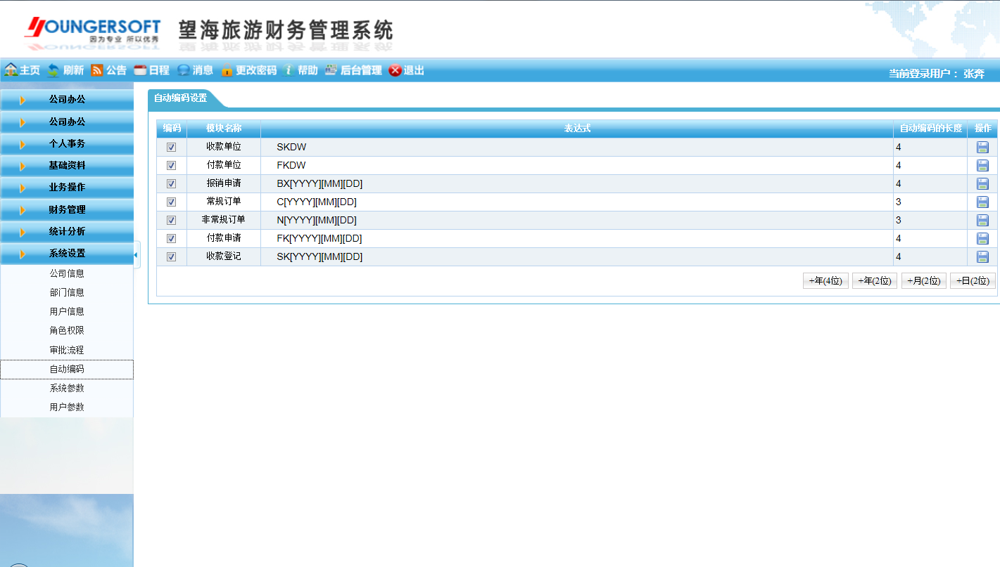 YOUNGERSOFT
因为专业 所以优秀
望海旅游财务管理系统
主页 刷新 公告 日程 消息 更改密码 帮助 后台管理 退出
当前登录用户： 张奔
公司办公
公司办公
个人事务
基础资料
业务操作
财务管理
统计分析
系统设置
公司信息
部门信息
用户信息
角色权限
审批流程
自动编码
系统参数
用户参数
自动编码设置
编码 模块名称 表达式 自动编码的长度 操作
收款单位 SKDW 4
付款单位 FKDW 4
报销申请 BX[YYYY][MM][DD] 4
常规订单 C[YYYY][MM][DD] 3
非常规订单 N[YYYY][MM][DD] 3
付款申请 FK[YYYY][MM][DD] 4
收款登记 SK[YYYY][MM][DD] 4
+年(4位) +年(2位) +月(2位) +日(2位)